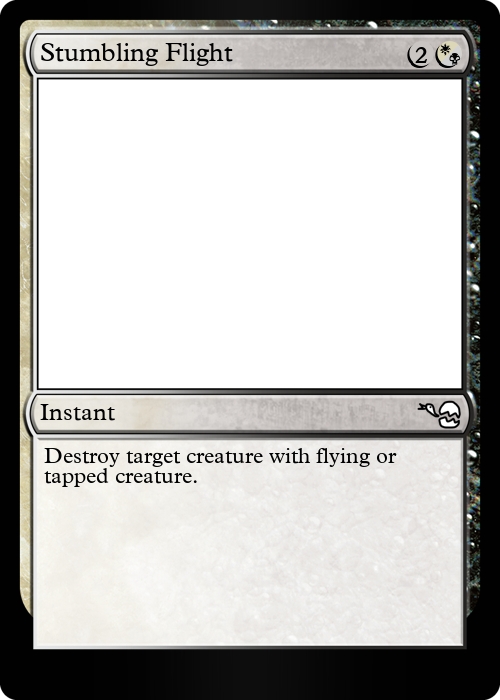 Stumbling Flight 2
Instant
Destroy target creature with flying or
tapped creature.